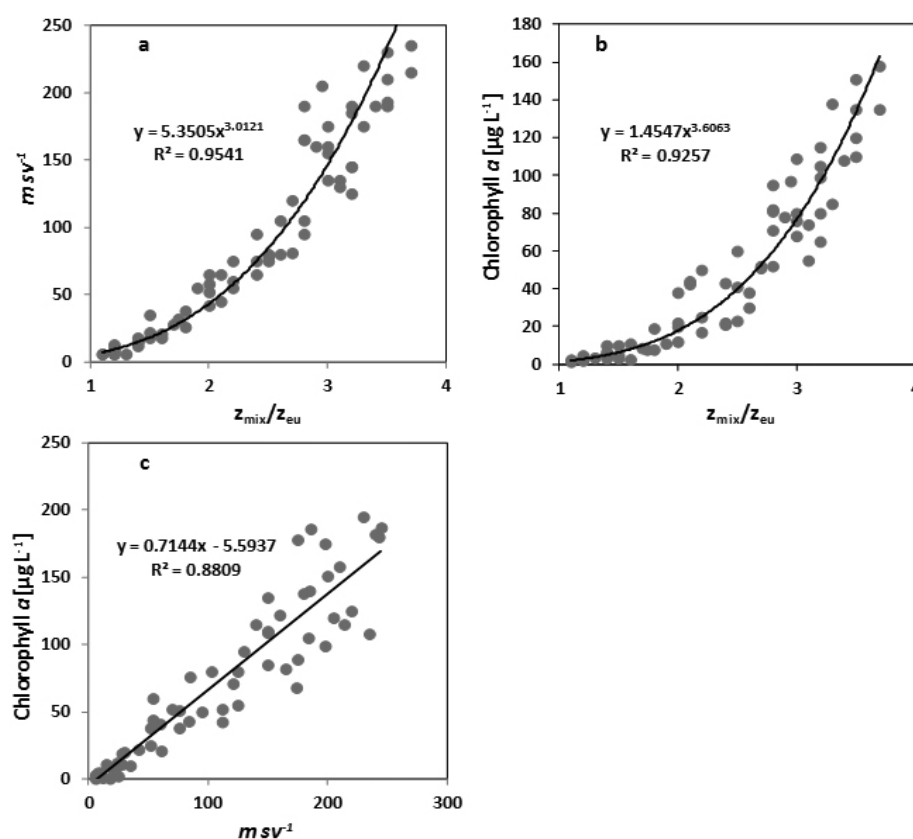 a
250
200
150
100
50
0
m sv⁻¹
y = 5.3505x^3.0121
R² = 0.9541
1 2 3 4
z_mix/z_eu
b
180
160
140
120
100
80
60
40
20
0
Chlorophyll a [µg L⁻¹]
y = 1.4547x^3.6063
R² = 0.9257
1 2 3 4
z_mix/z_eu
c
250
200
150
100
50
0
Chlorophyll a [µg L⁻¹]
y = 0.7144x - 5.5937
R² = 0.8809
0 100 200 300
m sv⁻¹